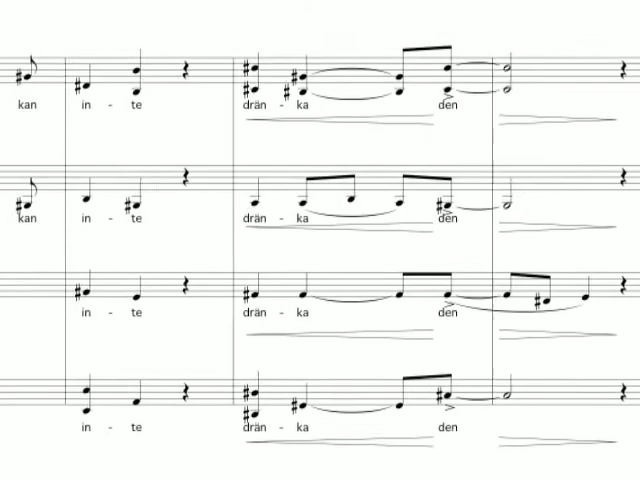 kan in - te drän - ka den
kan in - te drän - ka den
in - te drän - ka den
in - te drän - ka den